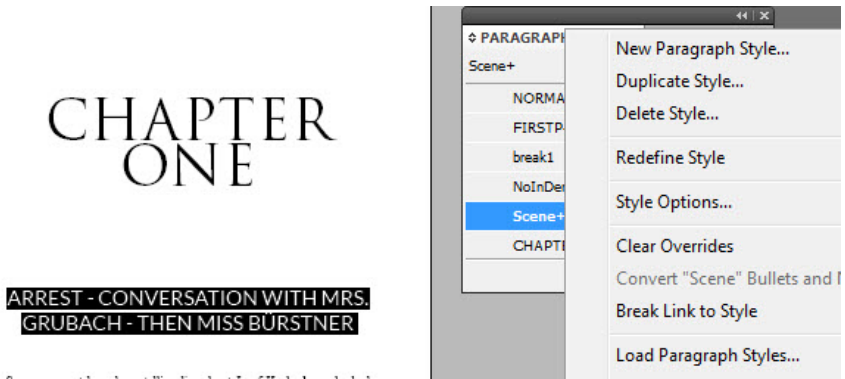 CHAPTER
ONE
ARREST - CONVERSATION WITH MRS.
GRUBACH - THEN MISS BÜRSTNER
PARAGRAPH
Scene+
NORMA
FIRSTP
break1
NoInDen
Scene+
CHAPTE
New Paragraph Style...
Duplicate Style...
Delete Style...
Redefine Style
Style Options...
Clear Overrides
Convert "Scene" Bullets and
Break Link to Style
Load Paragraph Styles...